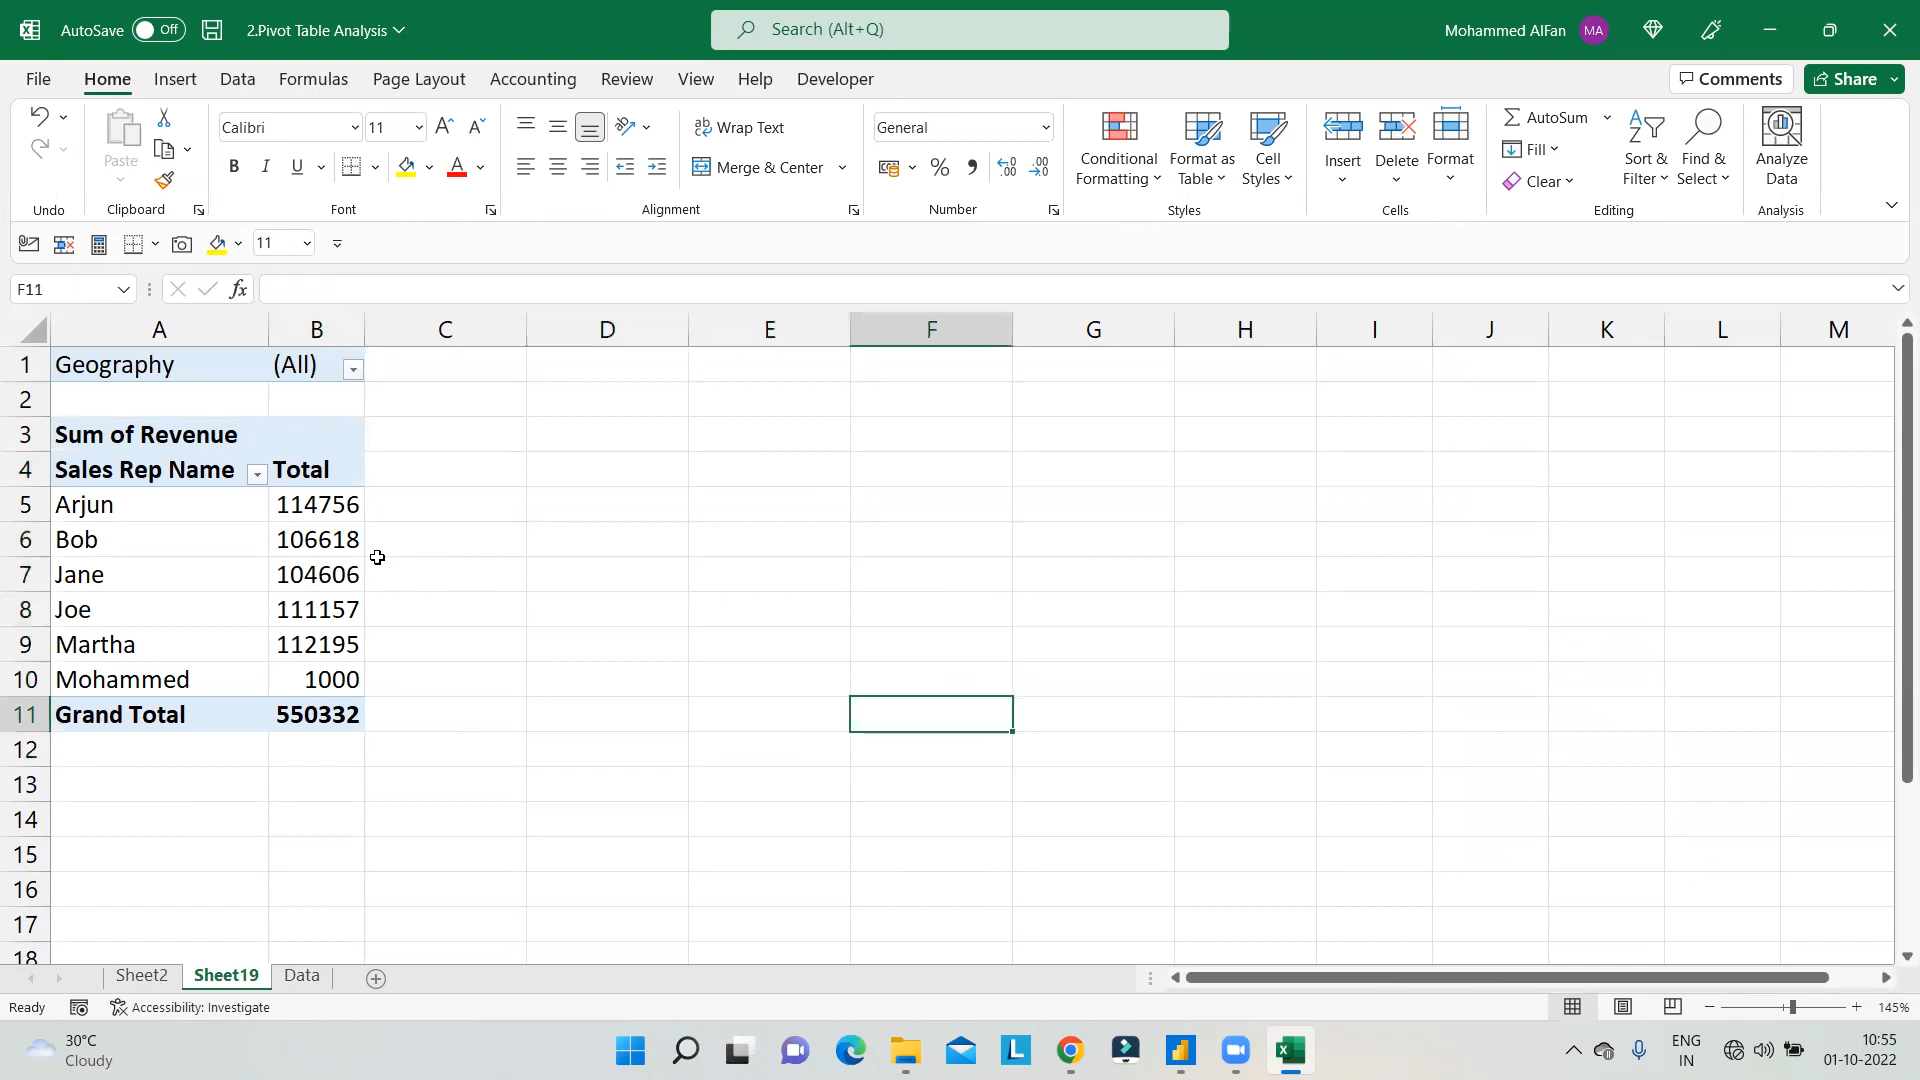 AutoSave Off 2.Pivot Table Analysis Search (Alt+Q) Mohammed AlFan MA
File Home Insert Data Formulas Page Layout Accounting Review View Help Developer Comments Share
Calibri 11 Wrap Text General AutoSum
Paste Conditional Format as Cell Insert Delete Format Fill Sort & Find & Analyze
B I U Merge & Center % Formatting Table Styles Clear Filter Select Data
Undo Clipboard Font Alignment Number Styles Cells Editing Analysis
11
F11 fx
A B C D E F G H I J K L M
1 Geography (All)
2
3 Sum of Revenue
4 Sales Rep Name Total
5 Arjun 114756
6 Bob 106618
7 Jane 104606
8 Joe 111157
9 Martha 112195
10 Mohammed 1000
11 Grand Total 550332
12
13
14
15
16
17
18
Sheet2 Sheet19 Data
Ready Accessibility: Investigate 145%
30°C ENG 10:55
Cloudy IN 01-10-2022